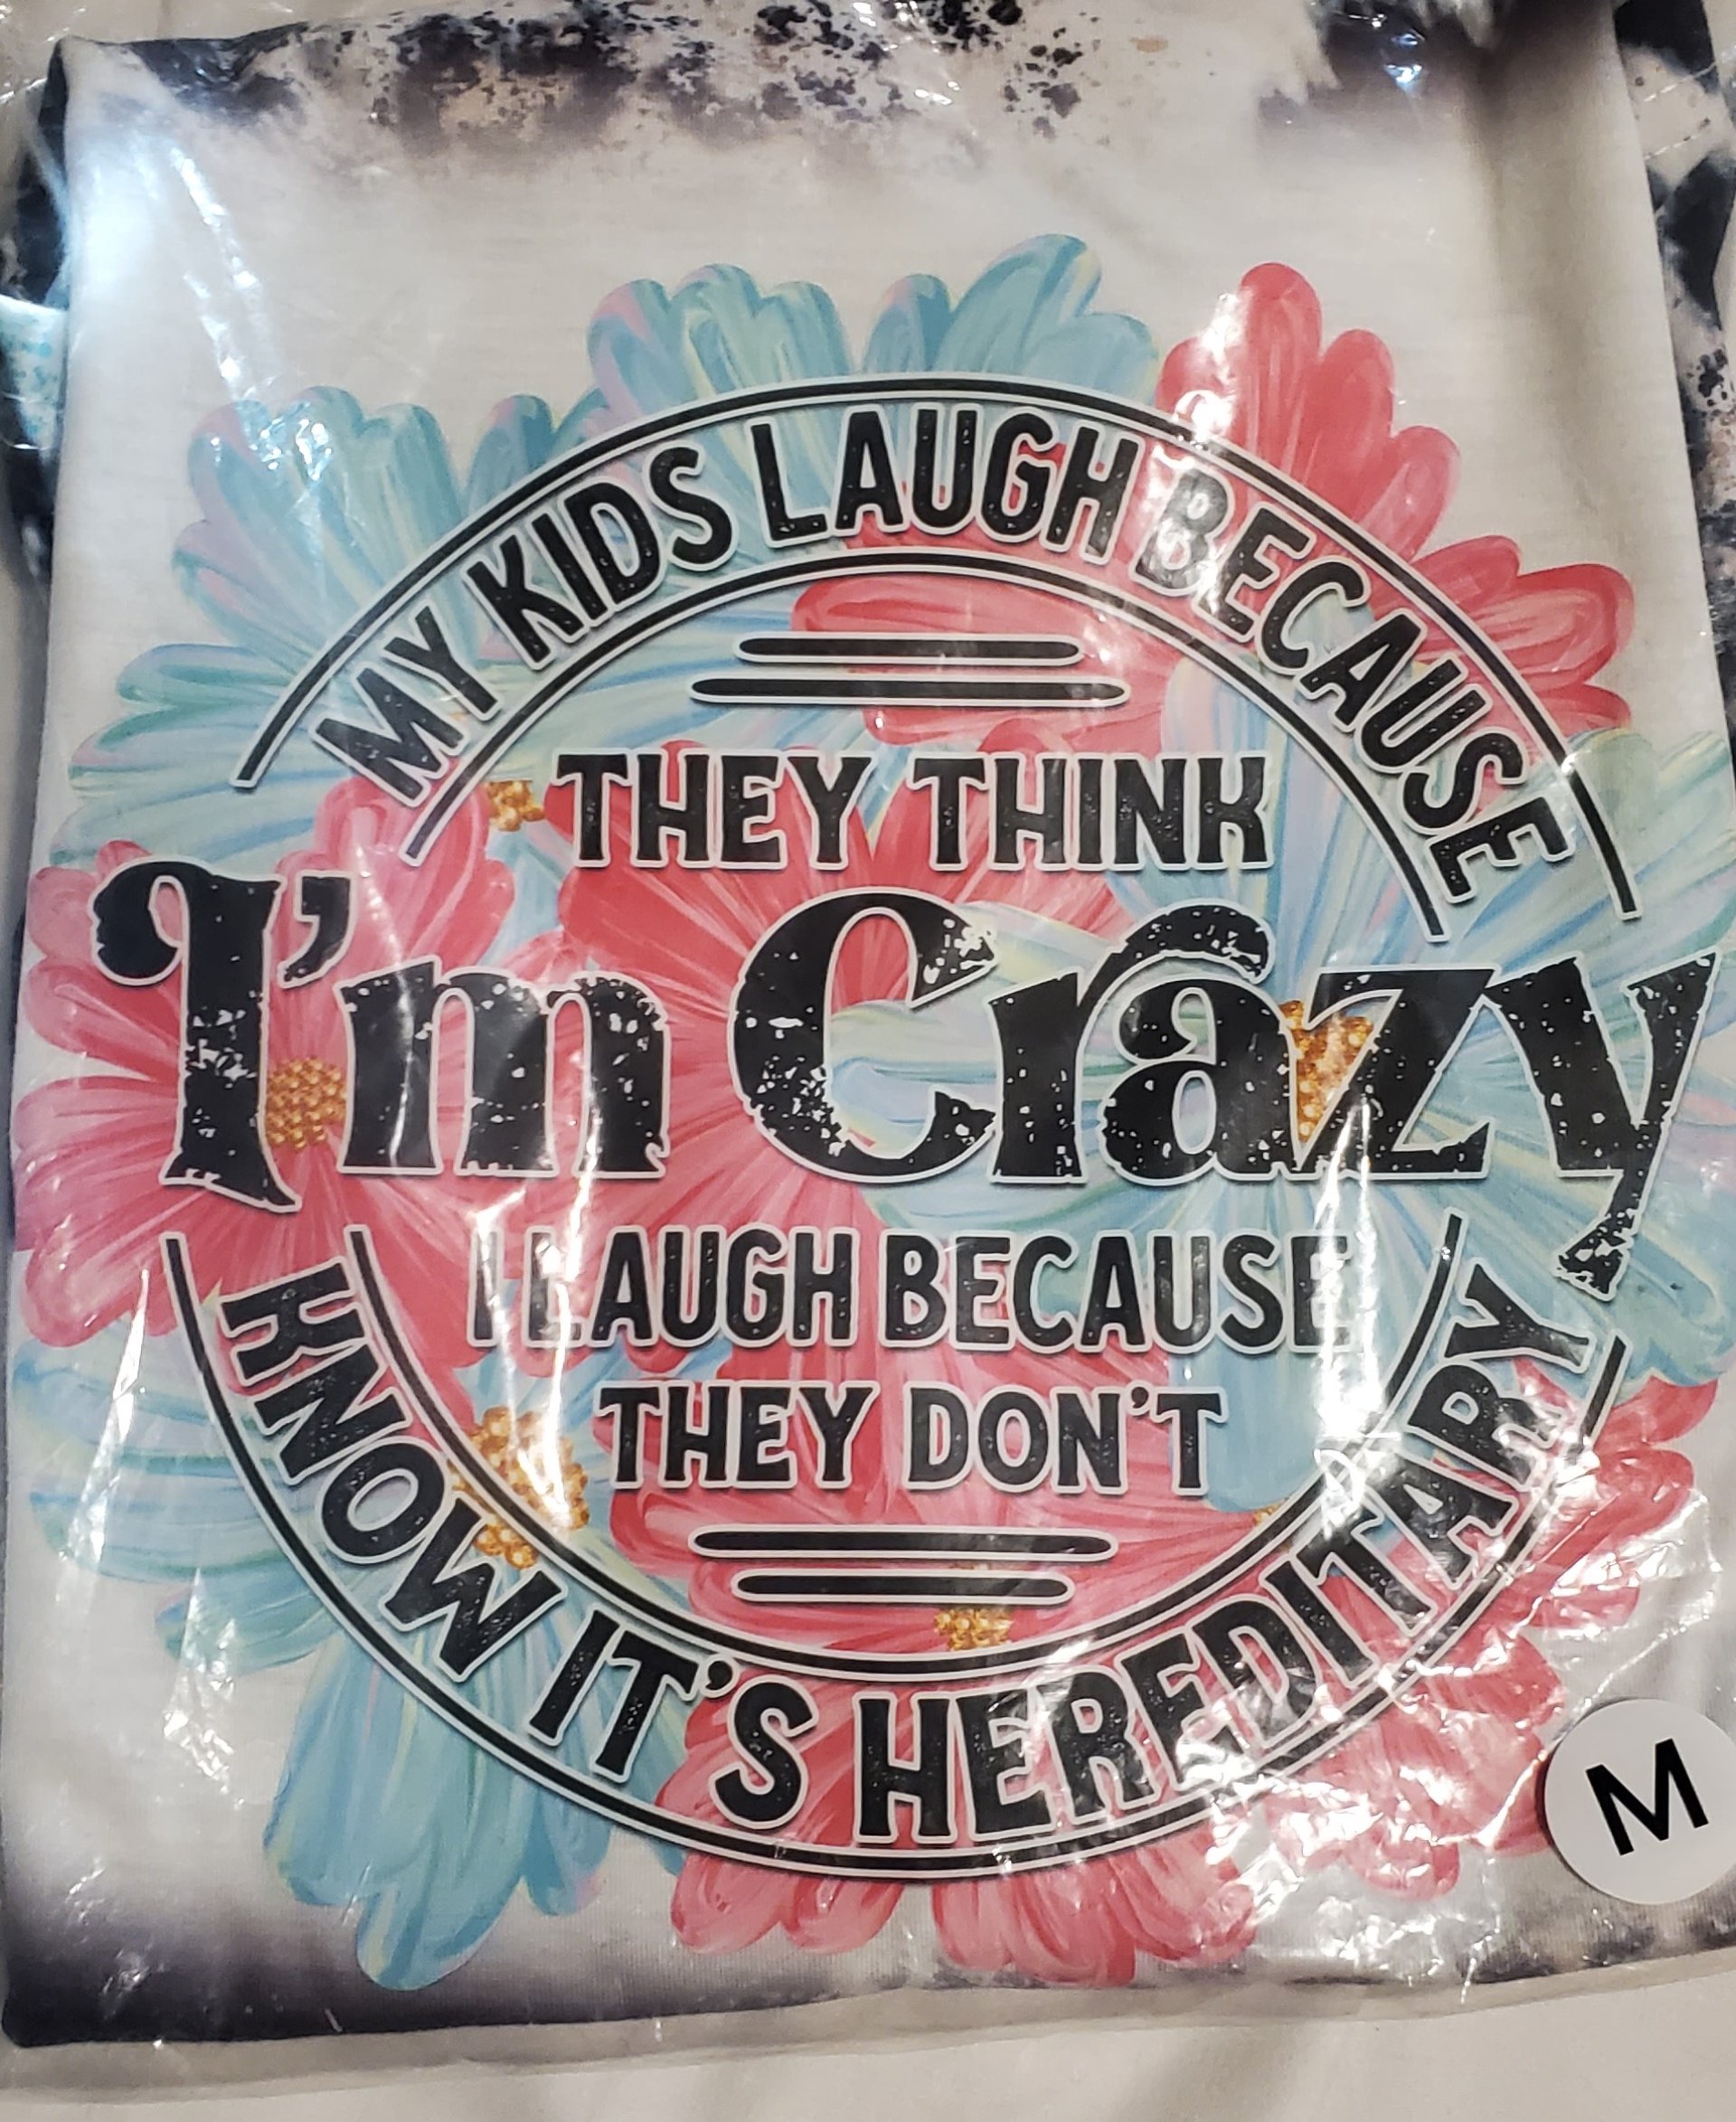 MY KIDS LAUGH BECAUSE
THEY THINK
I'm Crazy
I LAUGH BECAUSE
THEY DON'T
KNOW IT'S HEREDITARY
M